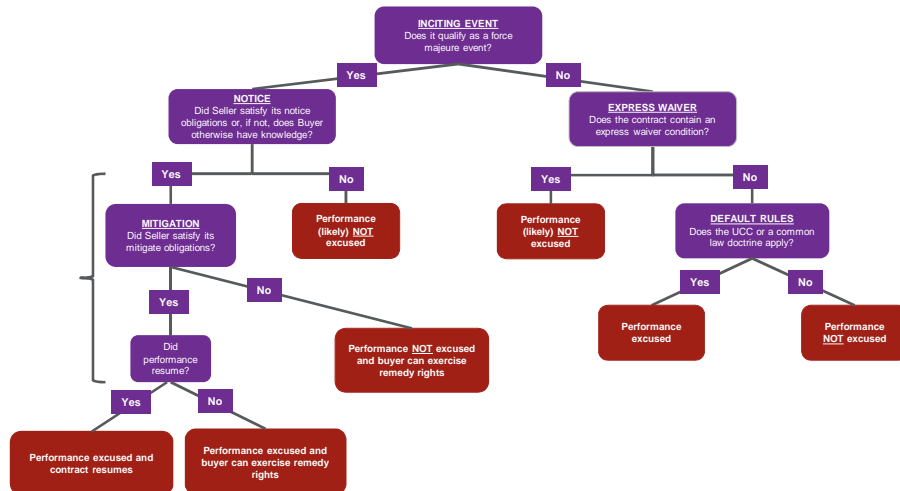 INCITING EVENT
Does it qualify as a force
majeure event?
Yes
No
NOTICE
Did Seller satisfy its notice
obligations or, if not, does Buyer
otherwise have knowledge?
EXPRESS WAIVER
Does the contract contain an
express waiver condition?
Yes
No
Yes
No
MITIGATION
Did Seller satisfy its
mitigate obligations?
Performance
(likely) NOT
excused
Performance
(likely) NOT
excused
DEFAULT RULES
Does the UCC or a common
law doctrine apply?
Yes
No
Yes
No
Did
performance
resume?
Performance NOT excused
and buyer can exercise
remedy rights
Performance
excused
Performance
NOT excused
Yes
No
Performance excused and
contract resumes
Performance excused and
buyer can exercise remedy
rights